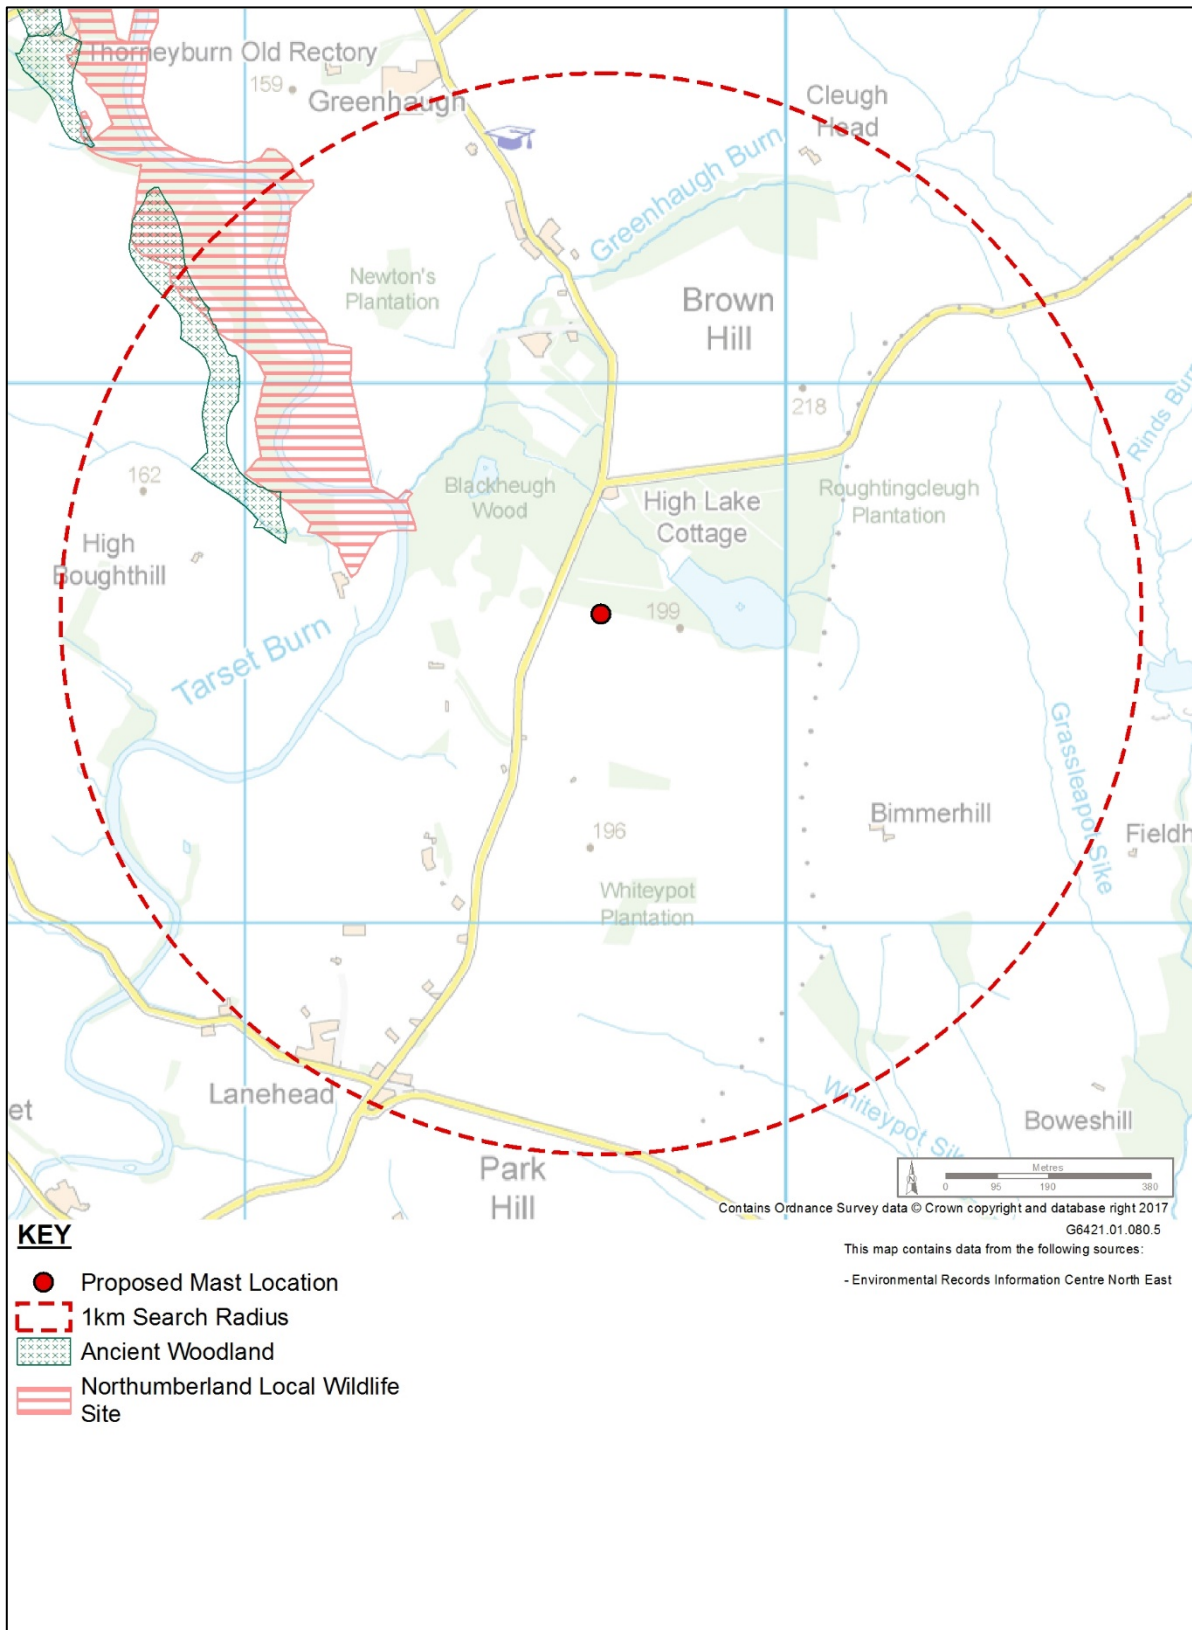 Thorneyburn Old Rectory
159
Greenhaugh
Cleugh
Head
Greenhaugh Burn
Newton's
Plantation
Brown
Hill
218
Rinds Burn
162
Blackheugh
Wood
High Lake
Cottage
Roughtingcleugh
Plantation
High
Boughthill
199
Tarset Burn
Grassleapot Sike
Bimmerhill
196
Fieldh
Whiteypot
Plantation
Lanehead
et
Whiteypot Sik
Boweshill
Park
Hill
Metres
N
0 95 190 380
Contains Ordnance Survey data © Crown copyright and database right 2017
G6421.01.080.5
This map contains data from the following sources:
- Environmental Records Information Centre North East
KEY
Proposed Mast Location
1km Search Radius
Ancient Woodland
Northumberland Local Wildlife
Site